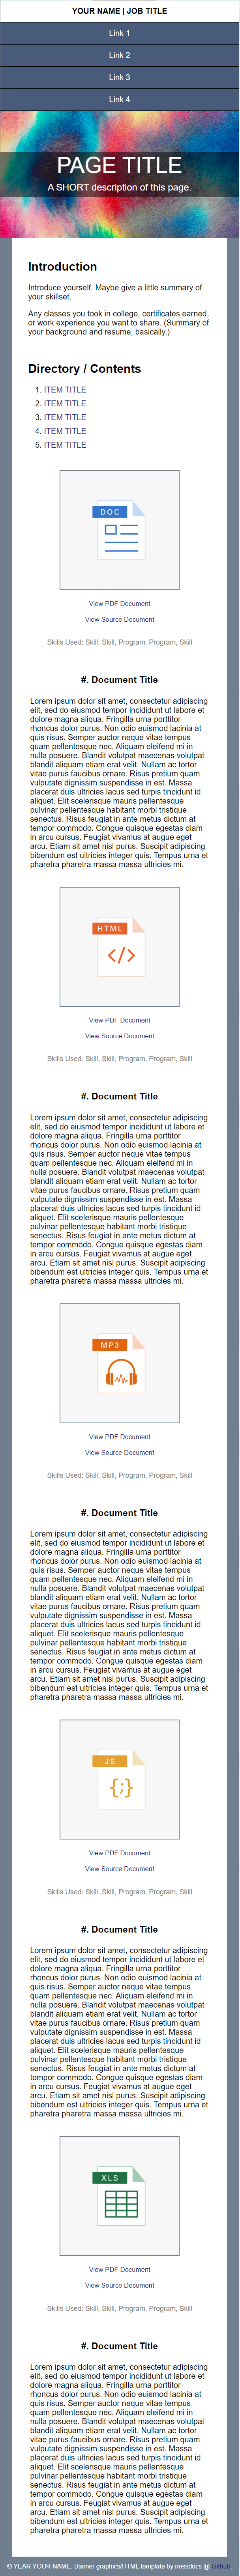 YOUR NAME | JOB TITLE
Link 1
Link 2
Link 3
Link 4
PAGE TITLE
A SHORT description of this page.
Introduction
Introduce yourself. Maybe give a little summary of
your skillset.
Any classes you took in college, certificates earned,
or work experience you want to share. (Summary of
your background and resume, basically.)
Directory / Contents
1. ITEM TITLE
2. ITEM TITLE
3. ITEM TITLE
4. ITEM TITLE
5. ITEM TITLE
DOC
View PDF Document
View Source Document
Skills Used: Skill, Skill, Program, Program, Skill
#. Document Title
Lorem ipsum dolor sit amet, consectetur adipiscing
elit, sed do eiusmod tempor incididunt ut labore et
dolore magna aliqua. Fringilla urna porttitor
rhoncus dolor purus. Non odio euismod lacinia at
quis risus. Semper auctor neque vitae tempus
quam pellentesque nec. Aliquam eleifend mi in
nulla posuere. Blandit volutpat maecenas volutpat
blandit aliquam etiam erat velit. Nullam ac tortor
vitae purus faucibus ornare. Risus pretium quam
vulputate dignissim suspendisse in est. Massa
placerat duis ultricies lacus sed turpis tincidunt id
aliquet. Elit scelerisque mauris pellentesque
pulvinar pellentesque habitant morbi tristique
senectus. Risus feugiat in ante metus dictum at
tempor commodo. Congue quisque egestas diam
in arcu cursus. Feugiat vivamus at augue eget
arcu. Etiam sit amet nisl purus. Suscipit adipiscing
bibendum est ultricies integer quis. Tempus urna et
pharetra pharetra massa massa ultricies mi.
HTML
</>
View PDF Document
View Source Document
Skills Used: Skill, Skill, Program, Program, Skill
#. Document Title
Lorem ipsum dolor sit amet, consectetur adipiscing
elit, sed do eiusmod tempor incididunt ut labore et
dolore magna aliqua. Fringilla urna porttitor
rhoncus dolor purus. Non odio euismod lacinia at
quis risus. Semper auctor neque vitae tempus
quam pellentesque nec. Aliquam eleifend mi in
nulla posuere. Blandit volutpat maecenas volutpat
blandit aliquam etiam erat velit. Nullam ac tortor
vitae purus faucibus ornare. Risus pretium quam
vulputate dignissim suspendisse in est. Massa
placerat duis ultricies lacus sed turpis tincidunt id
aliquet. Elit scelerisque mauris pellentesque
pulvinar pellentesque habitant morbi tristique
senectus. Risus feugiat in ante metus dictum at
tempor commodo. Congue quisque egestas diam
in arcu cursus. Feugiat vivamus at augue eget
arcu. Etiam sit amet nisl purus. Suscipit adipiscing
bibendum est ultricies integer quis. Tempus urna et
pharetra pharetra massa massa ultricies mi.
MP3
View PDF Document
View Source Document
Skills Used: Skill, Skill, Program, Program, Skill
#. Document Title
Lorem ipsum dolor sit amet, consectetur adipiscing
elit, sed do eiusmod tempor incididunt ut labore et
dolore magna aliqua. Fringilla urna porttitor
rhoncus dolor purus. Non odio euismod lacinia at
quis risus. Semper auctor neque vitae tempus
quam pellentesque nec. Aliquam eleifend mi in
nulla posuere. Blandit volutpat maecenas volutpat
blandit aliquam etiam erat velit. Nullam ac tortor
vitae purus faucibus ornare. Risus pretium quam
vulputate dignissim suspendisse in est. Massa
placerat duis ultricies lacus sed turpis tincidunt id
aliquet. Elit scelerisque mauris pellentesque
pulvinar pellentesque habitant morbi tristique
senectus. Risus feugiat in ante metus dictum at
tempor commodo. Congue quisque egestas diam
in arcu cursus. Feugiat vivamus at augue eget
arcu. Etiam sit amet nisl purus. Suscipit adipiscing
bibendum est ultricies integer quis. Tempus urna et
pharetra pharetra massa massa ultricies mi.
JS
{;}
View PDF Document
View Source Document
Skills Used: Skill, Skill, Program, Program, Skill
#. Document Title
Lorem ipsum dolor sit amet, consectetur adipiscing
elit, sed do eiusmod tempor incididunt ut labore et
dolore magna aliqua. Fringilla urna porttitor
rhoncus dolor purus. Non odio euismod lacinia at
quis risus. Semper auctor neque vitae tempus
quam pellentesque nec. Aliquam eleifend mi in
nulla posuere. Blandit volutpat maecenas volutpat
blandit aliquam etiam erat velit. Nullam ac tortor
vitae purus faucibus ornare. Risus pretium quam
vulputate dignissim suspendisse in est. Massa
placerat duis ultricies lacus sed turpis tincidunt id
aliquet. Elit scelerisque mauris pellentesque
pulvinar pellentesque habitant morbi tristique
senectus. Risus feugiat in ante metus dictum at
tempor commodo. Congue quisque egestas diam
in arcu cursus. Feugiat vivamus at augue eget
arcu. Etiam sit amet nisl purus. Suscipit adipiscing
bibendum est ultricies integer quis. Tempus urna et
pharetra pharetra massa massa ultricies mi.
XLS
View PDF Document
View Source Document
Skills Used: Skill, Skill, Program, Program, Skill
#. Document Title
Lorem ipsum dolor sit amet, consectetur adipiscing
elit, sed do eiusmod tempor incididunt ut labore et
dolore magna aliqua. Fringilla urna porttitor
rhoncus dolor purus. Non odio euismod lacinia at
quis risus. Semper auctor neque vitae tempus
quam pellentesque nec. Aliquam eleifend mi in
nulla posuere. Blandit volutpat maecenas volutpat
blandit aliquam etiam erat velit. Nullam ac tortor
vitae purus faucibus ornare. Risus pretium quam
vulputate dignissim suspendisse in est. Massa
placerat duis ultricies lacus sed turpis tincidunt id
aliquet. Elit scelerisque mauris pellentesque
pulvinar pellentesque habitant morbi tristique
senectus. Risus feugiat in ante metus dictum at
tempor commodo. Congue quisque egestas diam
in arcu cursus. Feugiat vivamus at augue eget
arcu. Etiam sit amet nisl purus. Suscipit adipiscing
bibendum est ultricies integer quis. Tempus urna et
pharetra pharetra massa massa ultricies mi.
© YEAR YOUR NAME. Banner graphics/HTML template by nessdocs @ Github.